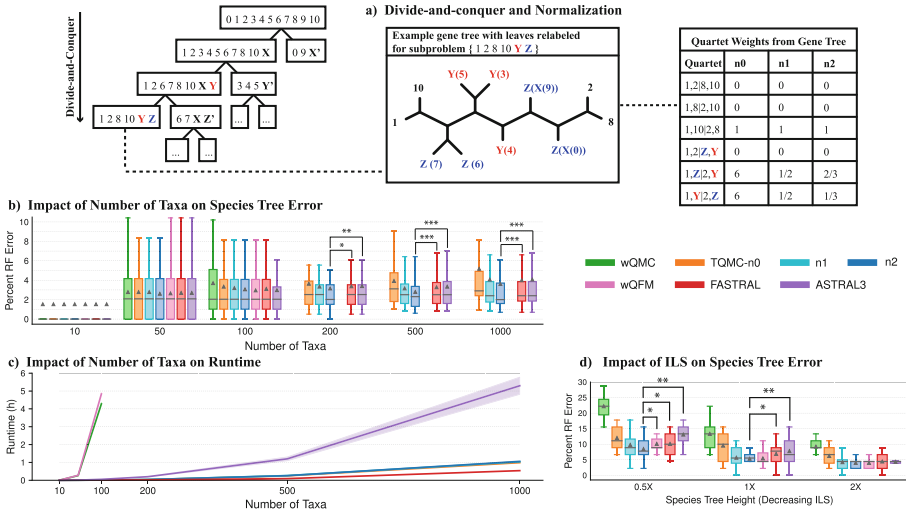 a) Divide-and-conquer and Normalization
Divide-and-Conquer
0 1 2 3 4 5 6 7 8 9 10
1 2 3 4 5 6 7 8 10 X
0 9 X'
1 2 6 7 8 10 X Y
3 4 5 Y'
1 2 8 10 Y Z
6 7 X Z'
...
...
...
...
Example gene tree with leaves relabeled
for subproblem { 1 2 8 10 Y Z }
Y(5)
Y(3)
10
Z(X(9))
2
1
8
Z (7)
Z (6)
Y(4)
Z(X(0))
Quartet Weights from Gene Tree
Quartet n0 n1 n2
1,2|8,10 0 0 0
1,8|2,10 0 0 0
1,10|2,8 1 1 1
1,2|Z,Y 0 0 0
1,Z|2,Y 6 1/2 2/3
1,Y|2,Z 6 1/2 1/3
b) Impact of Number of Taxa on Species Tree Error
Percent RF Error
10
8
6
4
2
0
**
*
***
***
***
***
10 50 100 200 500 1000
Number of Taxa
wQMC
TQMC-n0
n1
n2
wQFM
FASTRAL
ASTRAL3
c) Impact of Number of Taxa on Runtime
Runtime (h)
6
5
4
3
2
1
0
10 100 200 500 1000
Number of Taxa
d) Impact of ILS on Species Tree Error
Percent RF Error
30
25
20
15
10
5
0
**
*
*
**
*
0.5X 1X 2X
Species Tree Height (Decreasing ILS)